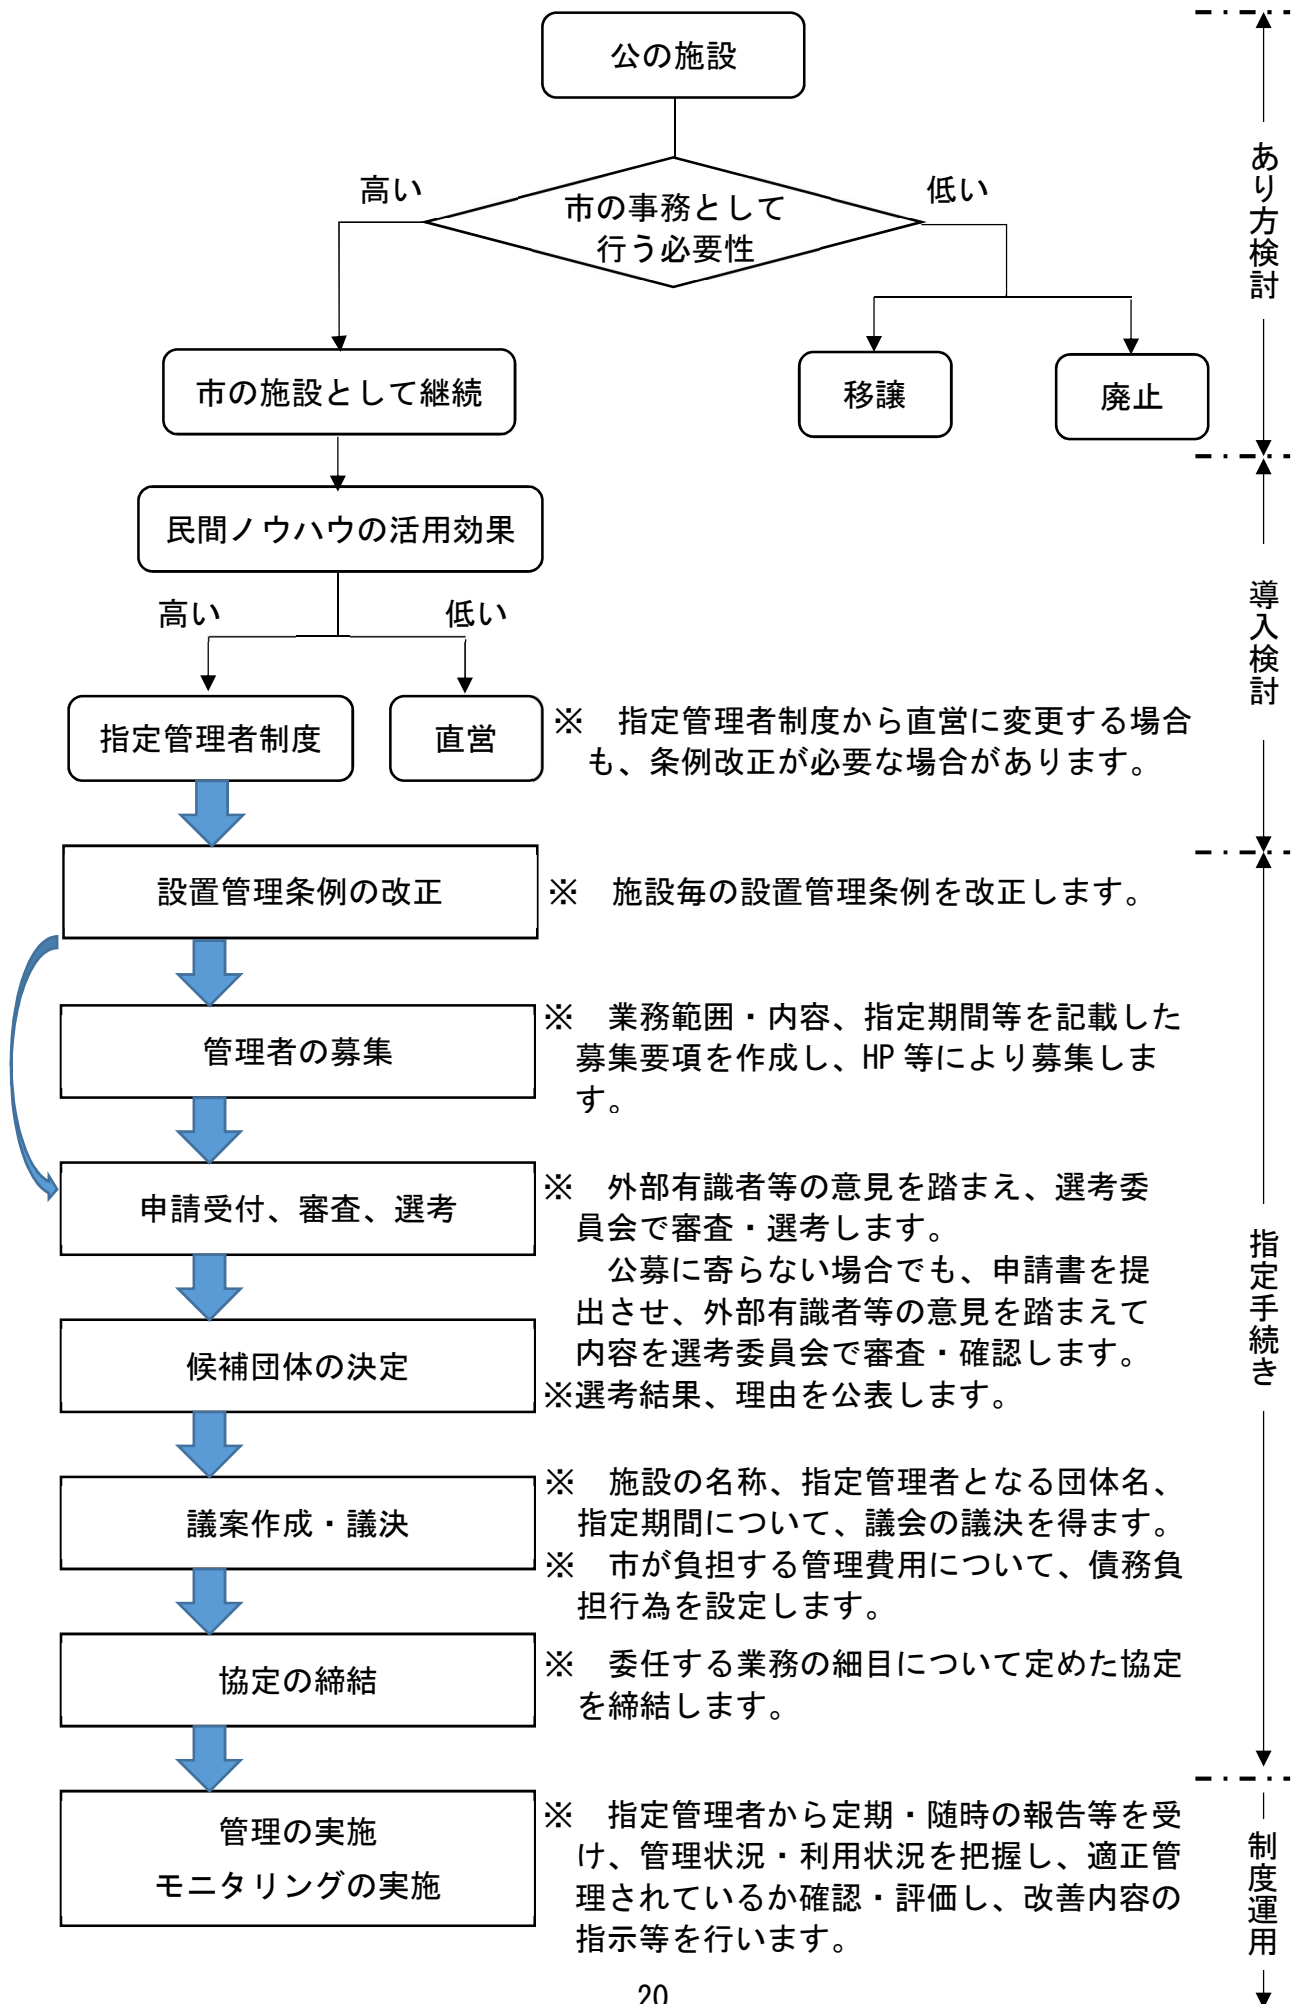 公の施設
高い
低い
市の事務として
行う必要性
市の施設として継続
移譲
廃止
あり方検討
民間ノウハウの活用効果
高い
低い
指定管理者制度
直営
※　指定管理者制度から直営に変更する場合
も、条例改正が必要な場合があります。
導入検討
設置管理条例の改正
※　施設毎の設置管理条例を改正します。
管理者の募集
※　業務範囲・内容、指定期間等を記載した
募集要項を作成し、HP 等により募集しま
す。
申請受付、審査、選考
※　外部有識者等の意見を踏まえ、選考委
員会で審査・選考します。
公募に寄らない場合でも、申請書を提
出させ、外部有識者等の意見を踏まえて
内容を選考委員会で審査・確認します。
候補団体の決定
※選考結果、理由を公表します。
議案作成・議決
※　施設の名称、指定管理者となる団体名、
指定期間について、議会の議決を得ます。
※　市が負担する管理費用について、債務負
担行為を設定します。
協定の締結
※　委任する業務の細目について定めた協定
を締結します。
指定手続き
管理の実施
モニタリングの実施
※　指定管理者から定期・随時の報告等を受
け、管理状況・利用状況を把握し、適正管
理されているか確認・評価し、改善内容の
指示等を行います。
制度運用
20